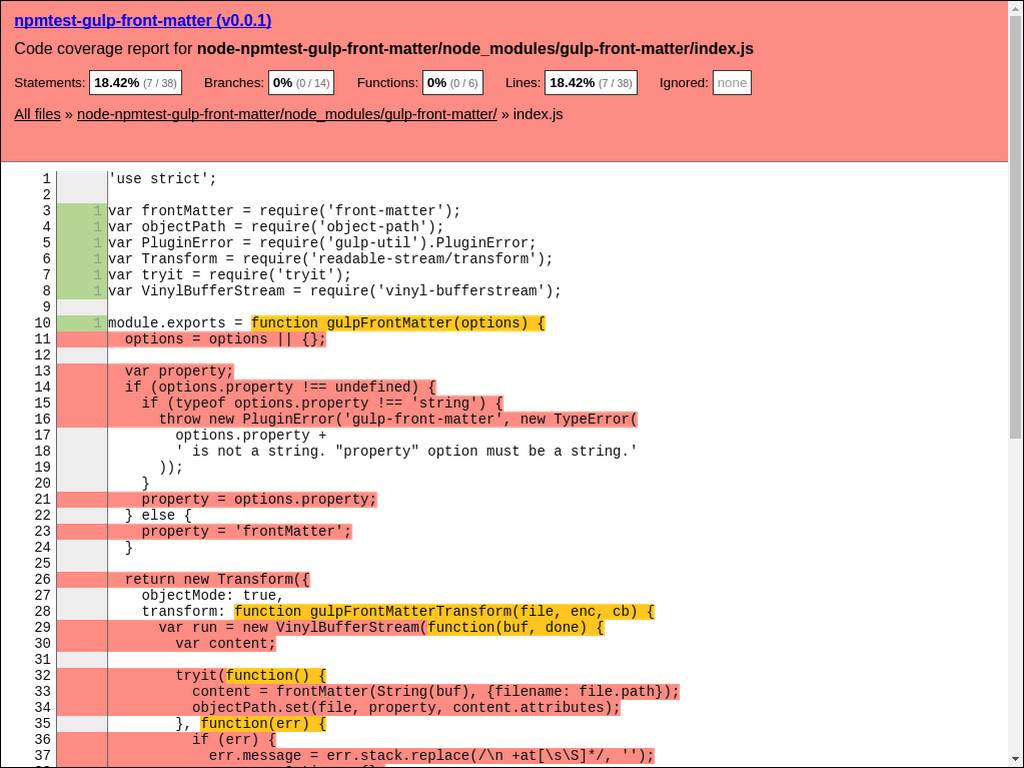 npmtest-gulp-front-matter (v0.0.1)
Code coverage report for node-npmtest-gulp-front-matter/node_modules/gulp-front-matter/index.js
Statements: 18.42% (7 / 38) Branches: 0% (0 / 14) Functions: 0% (0 / 6) Lines: 18.42% (7 / 38) Ignored: none
All files » node-npmtest-gulp-front-matter/node_modules/gulp-front-matter/ » index.js
1 'use strict';
2
3 1 var frontMatter = require('front-matter');
4 1 var objectPath = require('object-path');
5 1 var PluginError = require('gulp-util').PluginError;
6 1 var Transform = require('readable-stream/transform');
7 1 var tryit = require('tryit');
8 1 var VinylBufferStream = require('vinyl-bufferstream');
9
10 1 module.exports = function gulpFrontMatter(options) {
11 options = options || {};
12
13 var property;
14 if (options.property !== undefined) {
15 if (typeof options.property !== 'string') {
16 throw new PluginError('gulp-front-matter', new TypeError(
17 options.property +
18 ' is not a string. "property" option must be a string.'
19 ));
20 }
21 property = options.property;
22 } else {
23 property = 'frontMatter';
24 }
25
26 return new Transform({
27 objectMode: true,
28 transform: function gulpFrontMatterTransform(file, enc, cb) {
29 var run = new VinylBufferStream(function(buf, done) {
30 var content;
31
32 tryit(function() {
33 content = frontMatter(String(buf), {filename: file.path});
34 objectPath.set(file, property, content.attributes);
35 }, function(err) {
36 if (err) {
37 err.message = err.stack.replace(/\n +at[\s\S]*/, '');